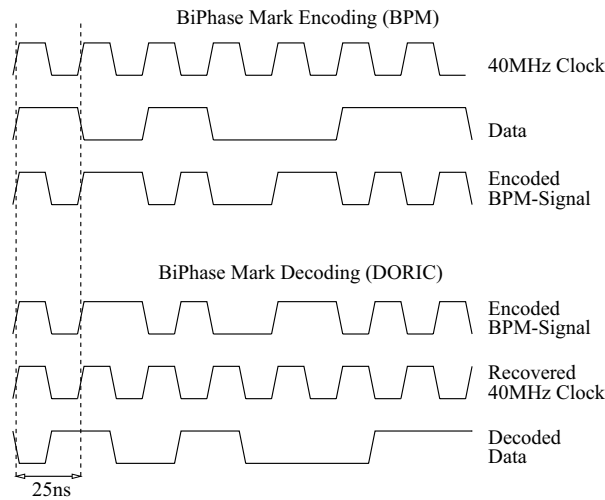 BiPhase Mark Encoding (BPM)
40MHz Clock
Data
Encoded
BPM-Signal
BiPhase Mark Decoding (DORIC)
Encoded
BPM-Signal
Recovered
40MHz Clock
Decoded
Data
25ns